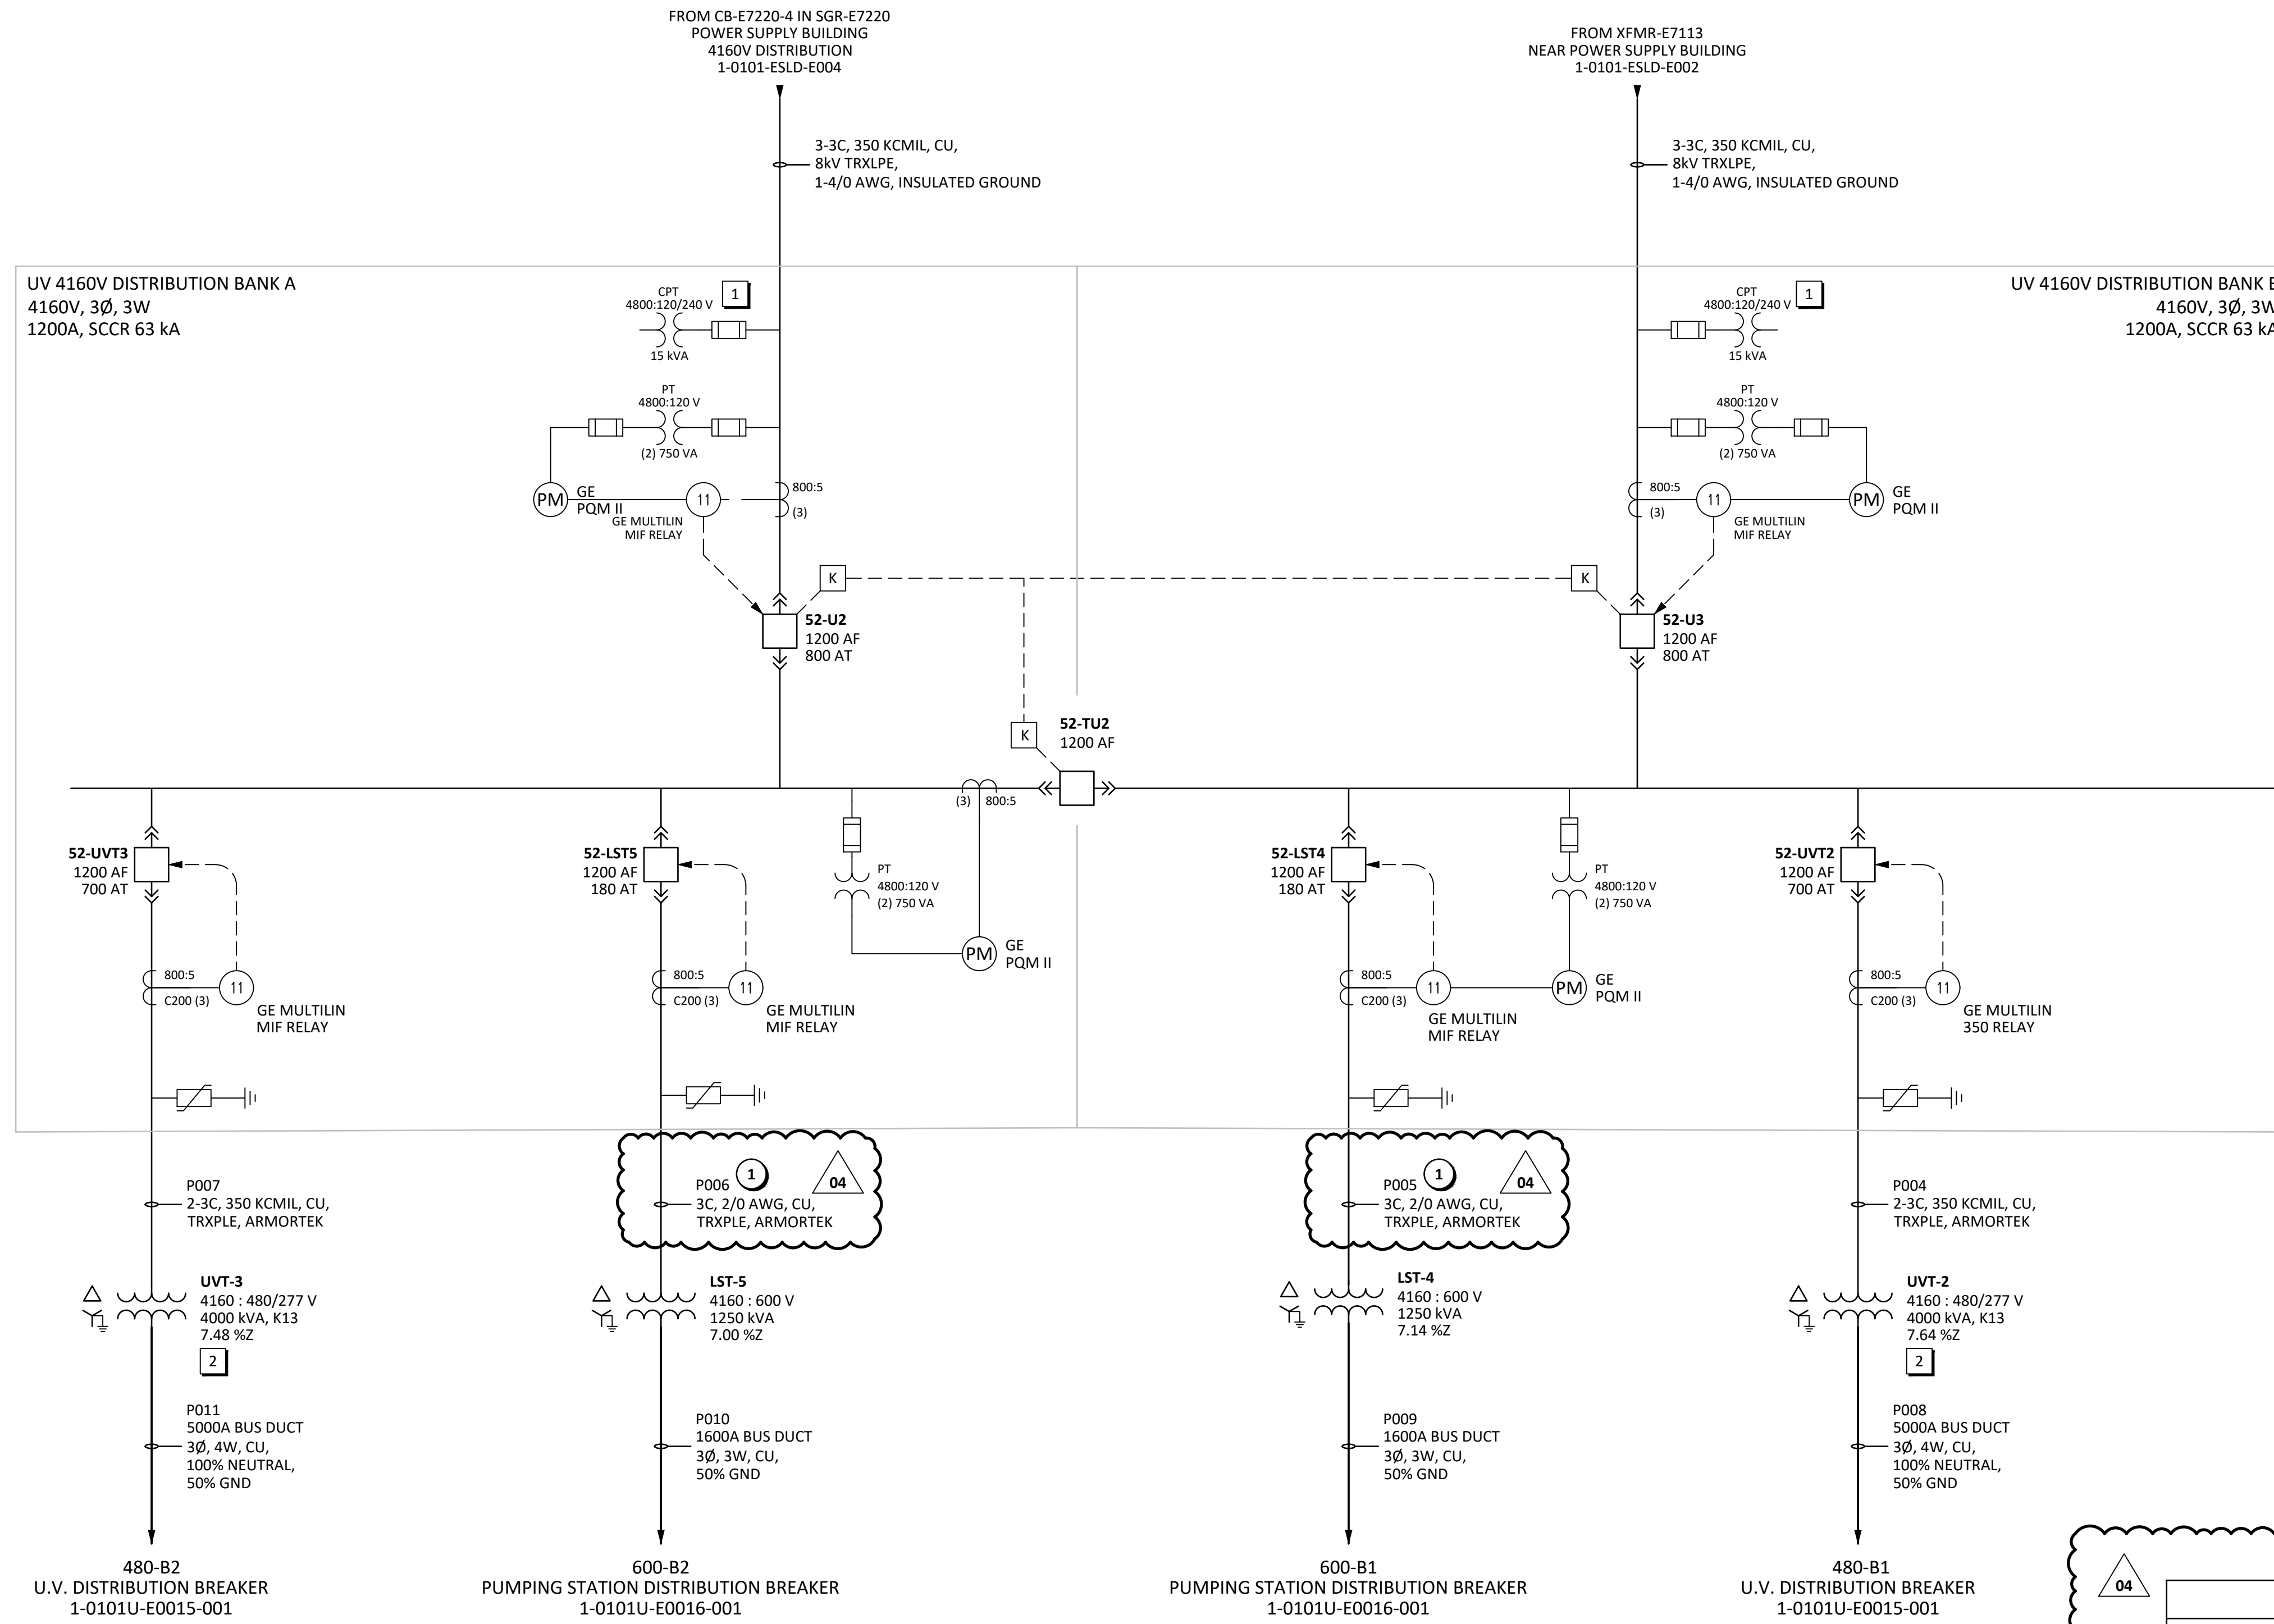 FROM CB-E7220-4 IN SGR-E7220
POWER SUPPLY BUILDING
4160V DISTRIBUTION
1-0101-ESLD-E004
FROM XFMR-E7113
NEAR POWER SUPPLY BUILDING
1-0101-ESLD-E002
3-3C, 350 KCMIL, CU,
8kV TRXLPE,
1-4/0 AWG, INSULATED GROUND
3-3C, 350 KCMIL, CU,
8kV TRXLPE,
1-4/0 AWG, INSULATED GROUND
UV 4160V DISTRIBUTION BANK A
4160V, 3Ø, 3W
1200A, SCCR 63 kA
UV 4160V DISTRIBUTION BANK
4160V, 3Ø, 3W
1200A, SCCR 63 kA
CPT
4800:120/240 V
1
15 kVA
PT
4800:120 V
(2) 750 VA
PM
GE
PQM II
11
GE MULTILIN
MIF RELAY
800:5
(3)
CPT
4800:120/240 V
1
15 kVA
PT
4800:120 V
(2) 750 VA
800:5
(3)
11
GE MULTILIN
MIF RELAY
PM
GE
PQM II
K
K
52-U2
1200 AF
800 AT
52-U3
1200 AF
800 AT
K
52-TU2
1200 AF
(3) 800:5
52-UVT3
1200 AF
700 AT
800:5
C200 (3)
11
GE MULTILIN
MIF RELAY
52-LST5
1200 AF
180 AT
800:5
C200 (3)
11
GE MULTILIN
MIF RELAY
PT
4800:120 V
(2) 750 VA
PM
GE
PQM II
52-LST4
1200 AF
180 AT
800:5
C200 (3)
11
GE MULTILIN
MIF RELAY
PT
4800:120 V
(2) 750 VA
PM
GE
PQM II
52-UVT2
1200 AF
700 AT
800:5
C200 (3)
11
GE MULTILIN
350 RELAY
P007
2-3C, 350 KCMIL, CU,
TRXPLE, ARMORTEK
1
04
P006
3C, 2/0 AWG, CU,
TRXPLE, ARMORTEK
1
04
P005
3C, 2/0 AWG, CU,
TRXPLE, ARMORTEK
P004
2-3C, 350 KCMIL, CU,
TRXPLE, ARMORTEK
UVT-3
4160 : 480/277 V
4000 kVA, K13
7.48 %Z
2
LST-5
4160 : 600 V
1250 kVA
7.00 %Z
LST-4
4160 : 600 V
1250 kVA
7.14 %Z
UVT-2
4160 : 480/277 V
4000 kVA, K13
7.64 %Z
2
P011
5000A BUS DUCT
3Ø, 4W, CU,
100% NEUTRAL,
50% GND
P010
1600A BUS DUCT
3Ø, 3W, CU,
50% GND
P009
1600A BUS DUCT
3Ø, 3W, CU,
50% GND
P008
5000A BUS DUCT
3Ø, 4W, CU,
100% NEUTRAL,
50% GND
480-B2
U.V. DISTRIBUTION BREAKER
1-0101U-E0015-001
600-B2
PUMPING STATION DISTRIBUTION BREAKER
1-0101U-E0016-001
600-B1
PUMPING STATION DISTRIBUTION BREAKER
1-0101U-E0016-001
480-B1
U.V. DISTRIBUTION BREAKER
1-0101U-E0015-001
04